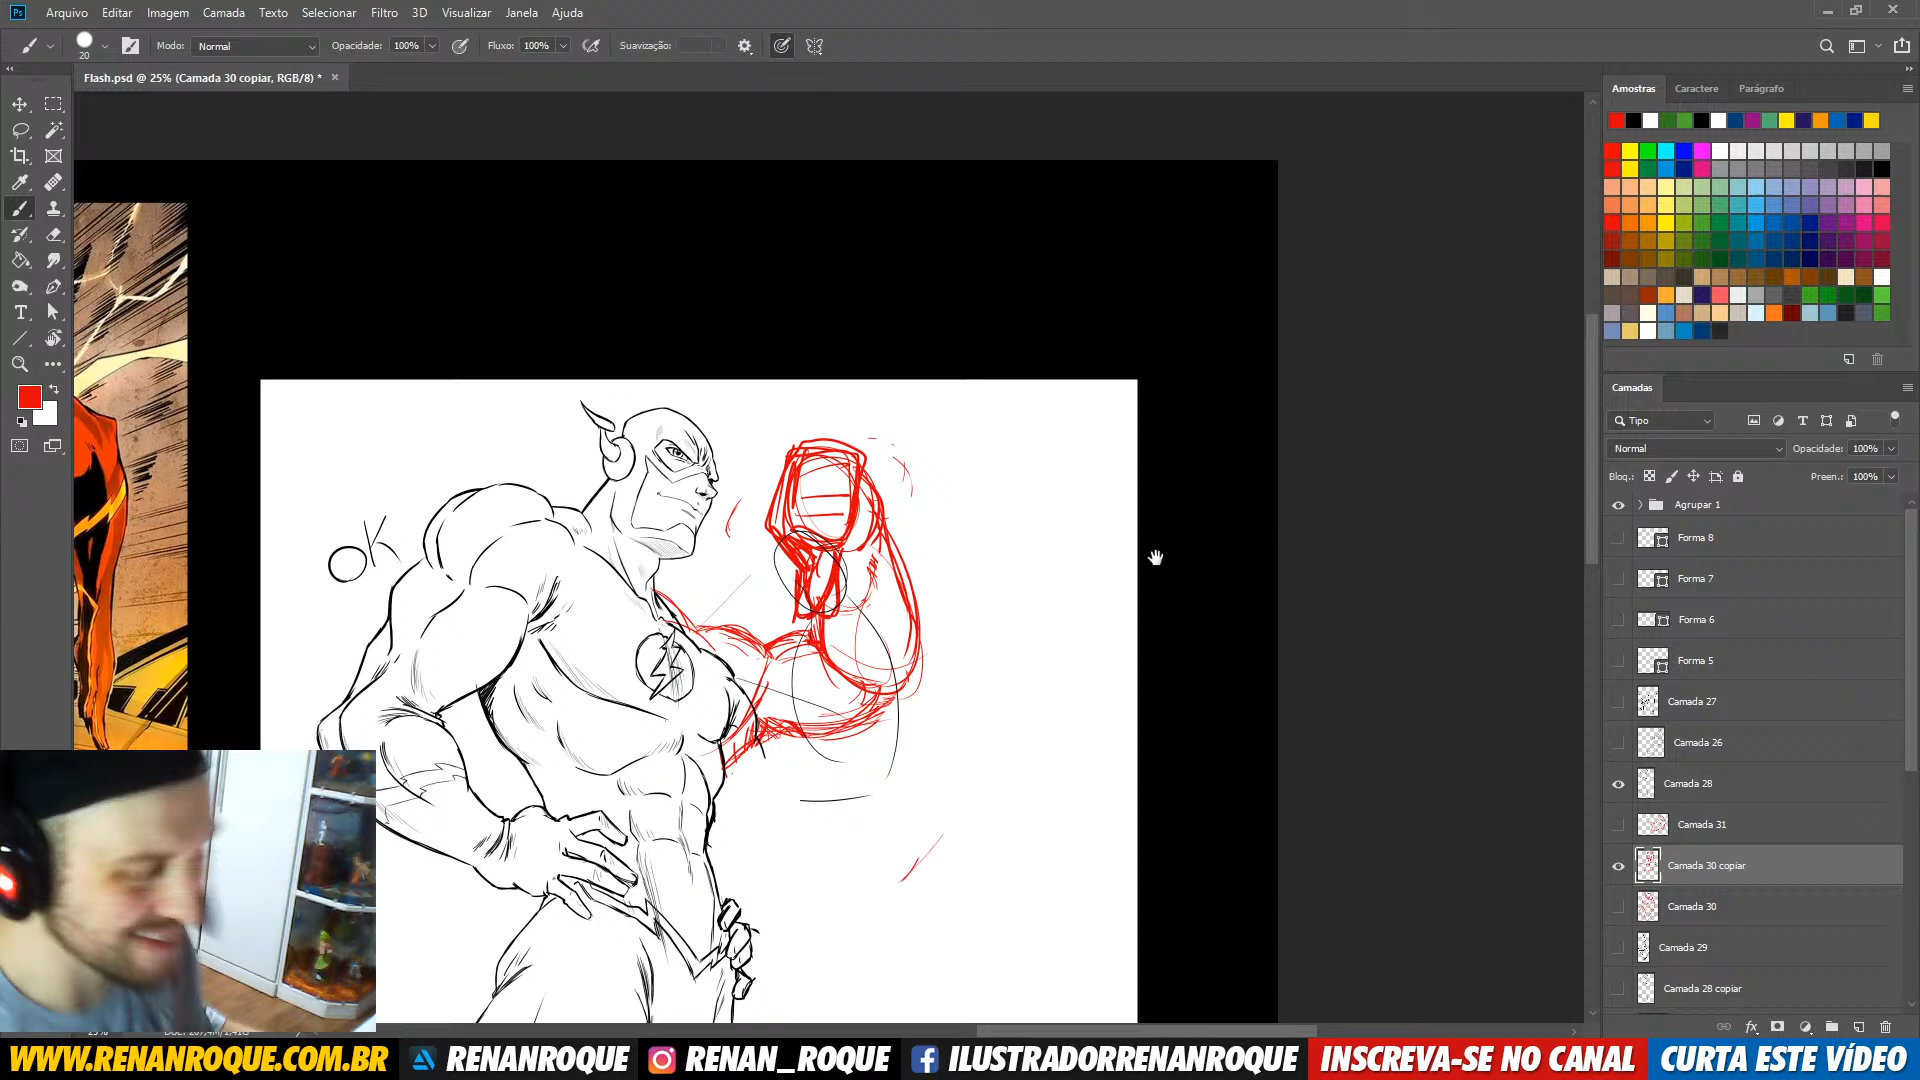 Ps Arquivo Editar Imagem Camada Texto Selecionar Filtro 3D Visualizar Janela Ajuda
20 Modo: Normal Opacidade: 100% Fluxo: 100% Suavização:
Flash.psd @ 25% (Camada 30 copiar, RGB/8) * ×
Amostras Caractere Parágrafo
Camadas
Tipo
Normal Opacidade: 100%
Bloq.: Preen.: 100%
Agrupar 1
Forma 8
Forma 7
Forma 6
Forma 5
Camada 27
Camada 26
Camada 28
Camada 31
Camada 30 copiar
Camada 30
Camada 29
Camada 28 copiar
fx
OK
WWW.RENANROQUE.COM.BR RENANROQUE RENAN_ROQUE ILUSTRADORRENANROQUE INSCREVA-SE NO CANAL CURTA ESTE VÍDEO